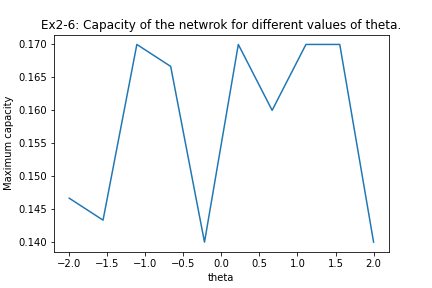 Ex2-6: Capacity of the netwrok for different values of theta.
0.170
0.165
0.160
0.155
0.150
0.145
0.140
Maximum capacity
−2.0 −1.5 −1.0 −0.5 0.0 0.5 1.0 1.5 2.0
theta